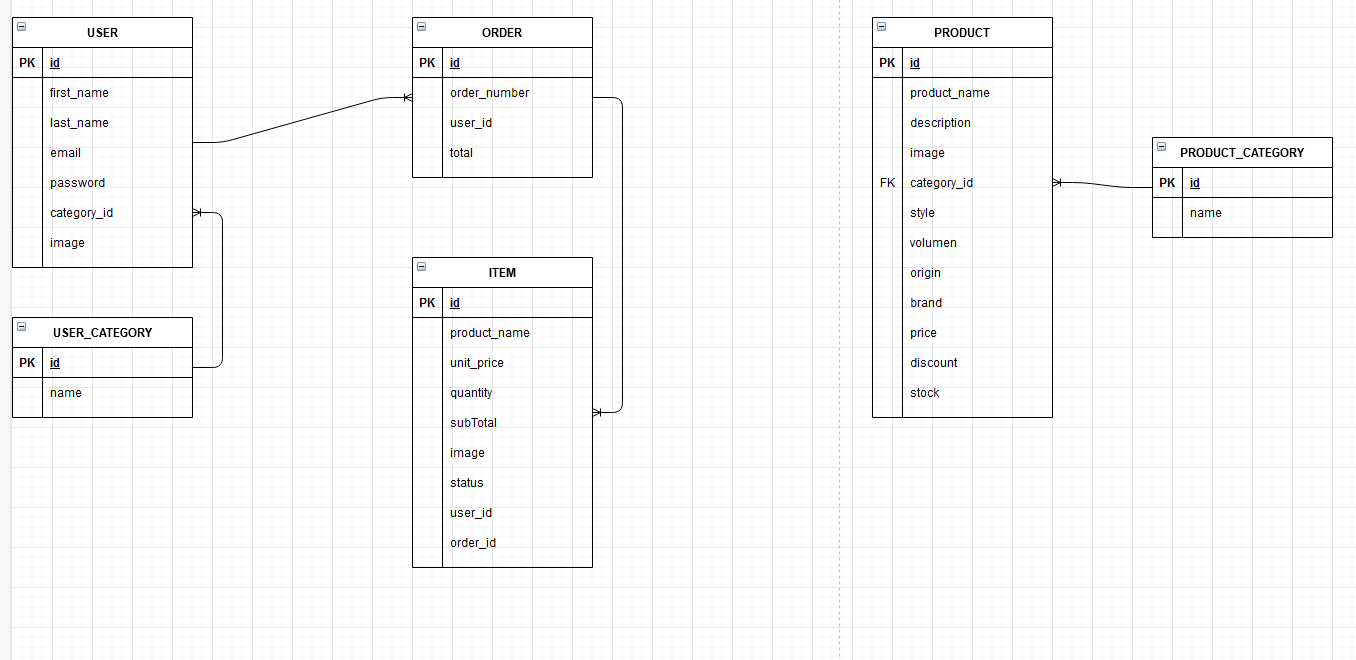 USER
PK id
first_name
last_name
email
password
category_id
image
USER_CATEGORY
PK id
name
ORDER
PK id
order_number
user_id
total
ITEM
PK id
product_name
unit_price
quantity
subTotal
image
status
user_id
order_id
PRODUCT
PK id
product_name
description
image
FK category_id
style
volumen
origin
brand
price
discount
stock
PRODUCT_CATEGORY
PK id
name